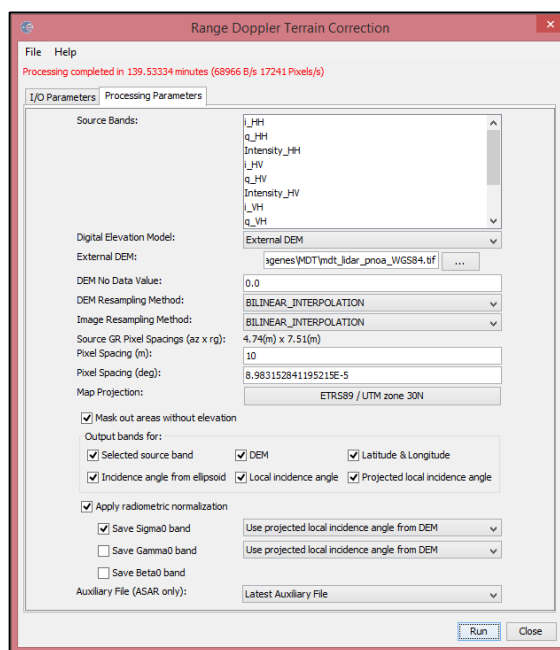 Range Doppler Terrain Correction
File Help
Processing completed in 139.53334 minutes (68966 B/s 17241 Pixels/s)
I/O Parameters Processing Parameters
Source Bands: i_HH
q_HH
Intensity_HH
i_HV
q_HV
Intensity_HV
i_VH
q_VH
Digital Elevation Model: External DEM
External DEM: agenes\MDT\mdt_lidar_pnoa_WGS84.tif ...
DEM No Data Value: 0.0
DEM Resampling Method: BILINEAR_INTERPOLATION
Image Resampling Method: BILINEAR_INTERPOLATION
Source GR Pixel Spacings (az x rg): 4.74(m) x 7.51(m)
Pixel Spacing (m): 10
Pixel Spacing (deg): 8.983152841195215E-5
Map Projection: ETRS89 / UTM zone 30N
Mask out areas without elevation
Output bands for:
Selected source band DEM Latitude & Longitude
Incidence angle from ellipsoid Local incidence angle Projected local incidence angle
Apply radiometric normalization
Save Sigma0 band Use projected local incidence angle from DEM
Save Gamma0 band Use projected local incidence angle from DEM
Save Beta0 band
Auxiliary File (ASAR only): Latest Auxiliary File
Run Close